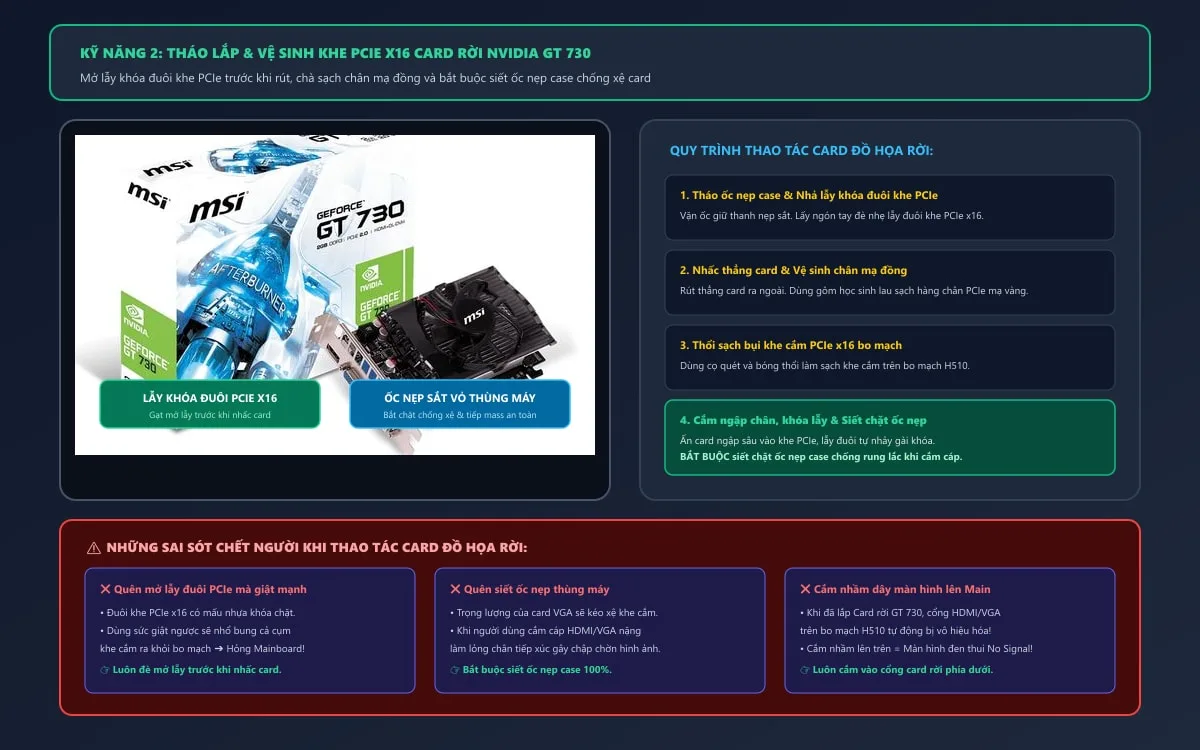 KỸ NĂNG 2: THÁO LẮP & VỆ SINH KHE PCIE X16 CARD RỜI NVIDIA GT 730
Mở lẫy khóa đuôi khe PCIe trước khi rút, chà sạch chân mạ đồng và bắt buộc siết ốc nẹp case chống xệ card
msi
msi
msi
GEFORCE
GT 730
2GB DDR3 | PCIE 2.0 | HDMI+DL-DVI
AFTERBURNER
NVIDIA
GEFORCE
GT 730
NVIDIA
GEFORCE
GT 730
msi
LẪY KHÓA ĐUÔI PCIE X16
Gạt mở lẫy trước khi nhấc card
ỐC NẸP SẮT VỎ THÙNG MÁY
Bắt chặt chống xệ & tiếp mass an toàn
QUY TRÌNH THAO TÁC CARD ĐỒ HỌA RỜI:
1. Tháo ốc nẹp case & Nhả lẫy khóa đuôi khe PCIe
Vặn ốc giữ thanh nẹp sắt. Lấy ngón tay đè nhẹ lẫy đuôi khe PCIe x16.
2. Nhấc thẳng card & Vệ sinh chân mạ đồng
Rút thẳng card ra ngoài. Dùng gôm học sinh lau sạch hàng chân PCIe mạ vàng.
3. Thổi sạch bụi khe cắm PCIe x16 bo mạch
Dùng cọ quét và bóng thổi làm sạch khe cắm trên bo mạch H510.
4. Cắm ngập chân, khóa lẫy & Siết chặt ốc nẹp
Ấn card ngập sâu vào khe PCIe, lẫy đuôi tự nhảy gài khóa.
BẮT BUỘC siết chặt ốc nẹp case chống rung lắc khi cắm cáp.
⚠ NHỮNG SAI SÓT CHẾT NGƯỜI KHI THAO TÁC CARD ĐỒ HỌA RỜI:
❌ Quên mở lẫy đuôi PCIe mà giật mạnh
• Đuôi khe PCIe x16 có mấu nhựa khóa chặt.
• Dùng sức giật ngược sẽ nhổ bung cả cụm
khe cắm ra khỏi bo mạch ➔ Hỏng Mainboard!
👉 Luôn đè mở lẫy trước khi nhấc card.
❌ Quên siết ốc nẹp thùng máy
• Trọng lượng của card VGA sẽ kéo xệ khe cắm.
• Khi người dùng cắm cáp HDMI/VGA nặng
làm lỏng chân tiếp xúc gây chập chờn hình ảnh.
👉 Bắt buộc siết ốc nẹp case 100%.
❌ Cắm nhầm dây màn hình lên Main
• Khi đã lắp Card rời GT 730, cổng HDMI/VGA
trên bo mạch H510 tự động bị vô hiệu hóa!
• Cắm nhầm lên trên = Màn hình đen thui No Signal!
👉 Luôn cắm vào cổng card rời phía dưới.